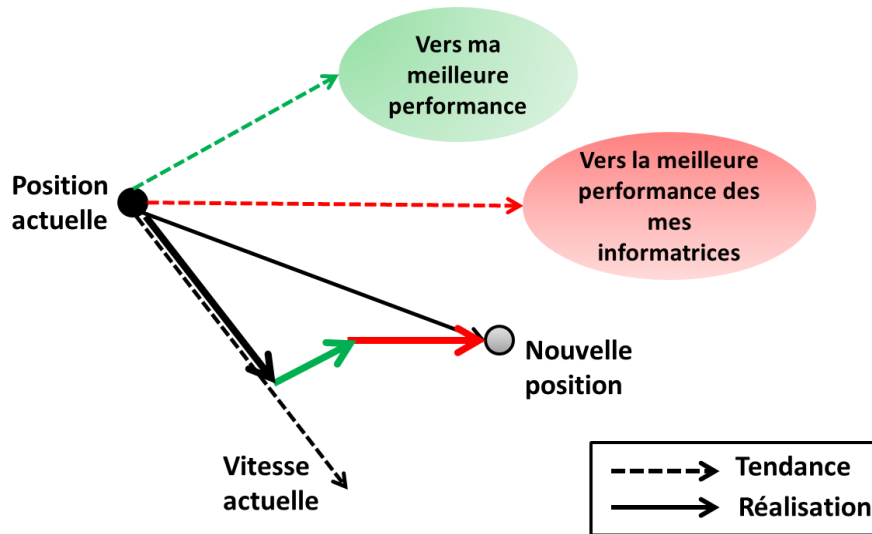 Vers ma
meilleure
performance
Vers la meilleure
performance des
mes
informatrices
Position
actuelle
Nouvelle
position
Vitesse
actuelle
Tendance
Réalisation